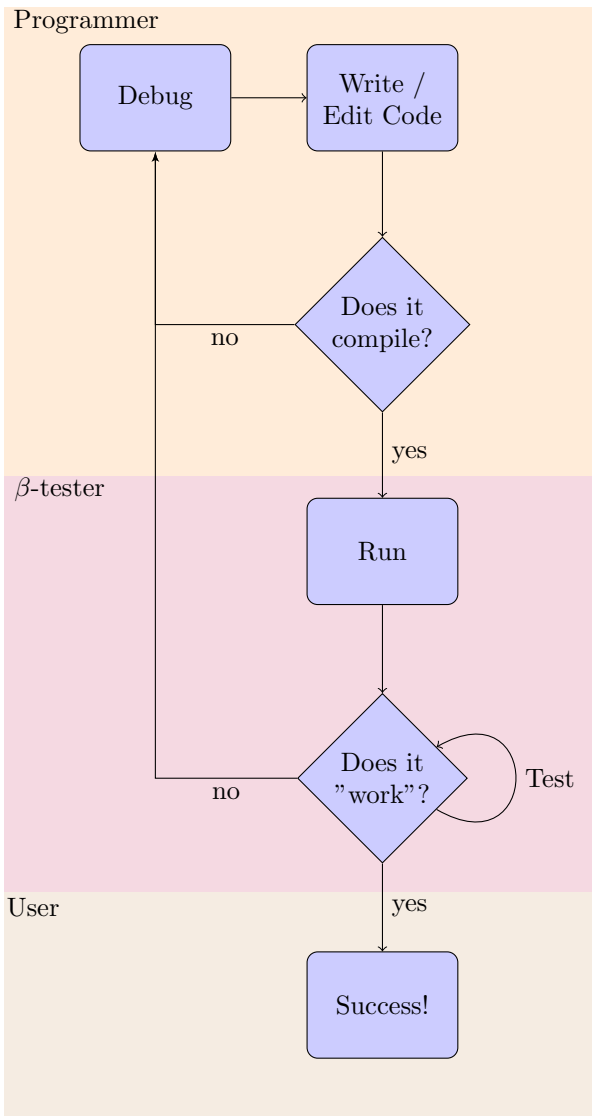 Programmer
Debug
Write /
Edit Code
Does it
compile?
no
yes
β-tester
Run
Does it
”work”?
Test
no
yes
User
Success!